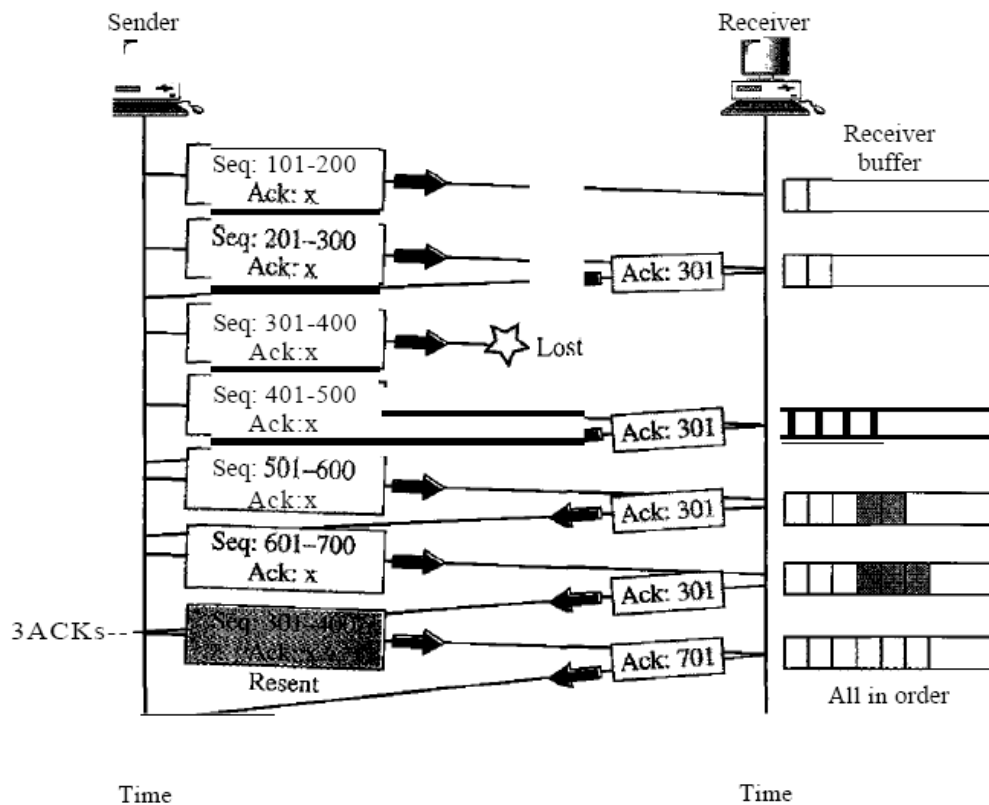 Sender
Receiver
Receiver
buffer
Seq: 101-200
Ack: x
Seq: 201-300
Ack: x
Ack: 301
Seq: 301-400
Ack:x
Lost
Seq: 401-500
Ack:x
Ack: 301
Seq: 501-600
Ack:x
Ack: 301
Seq: 601-700
Ack: x
Ack: 301
3ACKs--
Seq: 301-400
Ack: x
Resent
Ack: 701
All in order
Time
Time